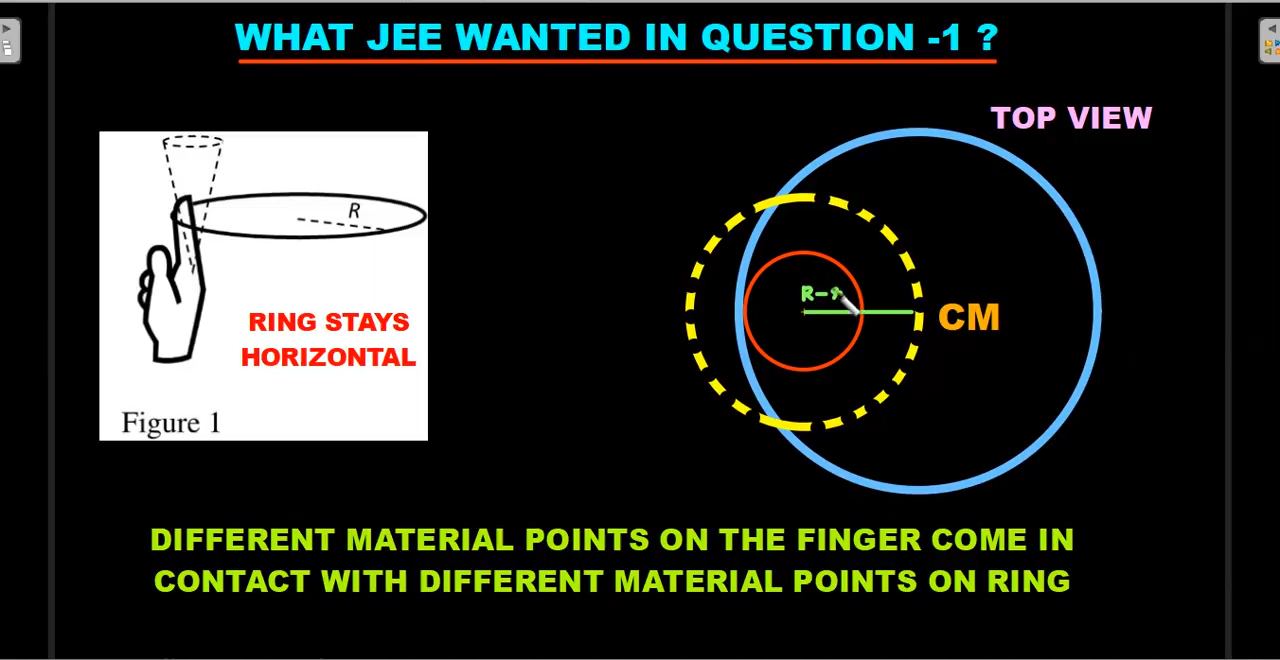 WHAT JEE WANTED IN QUESTION -1 ?
TOP VIEW
R
RING STAYS
HORIZONTAL
Figure 1
R-
CM
DIFFERENT MATERIAL POINTS ON THE FINGER COME IN
CONTACT WITH DIFFERENT MATERIAL POINTS ON RING